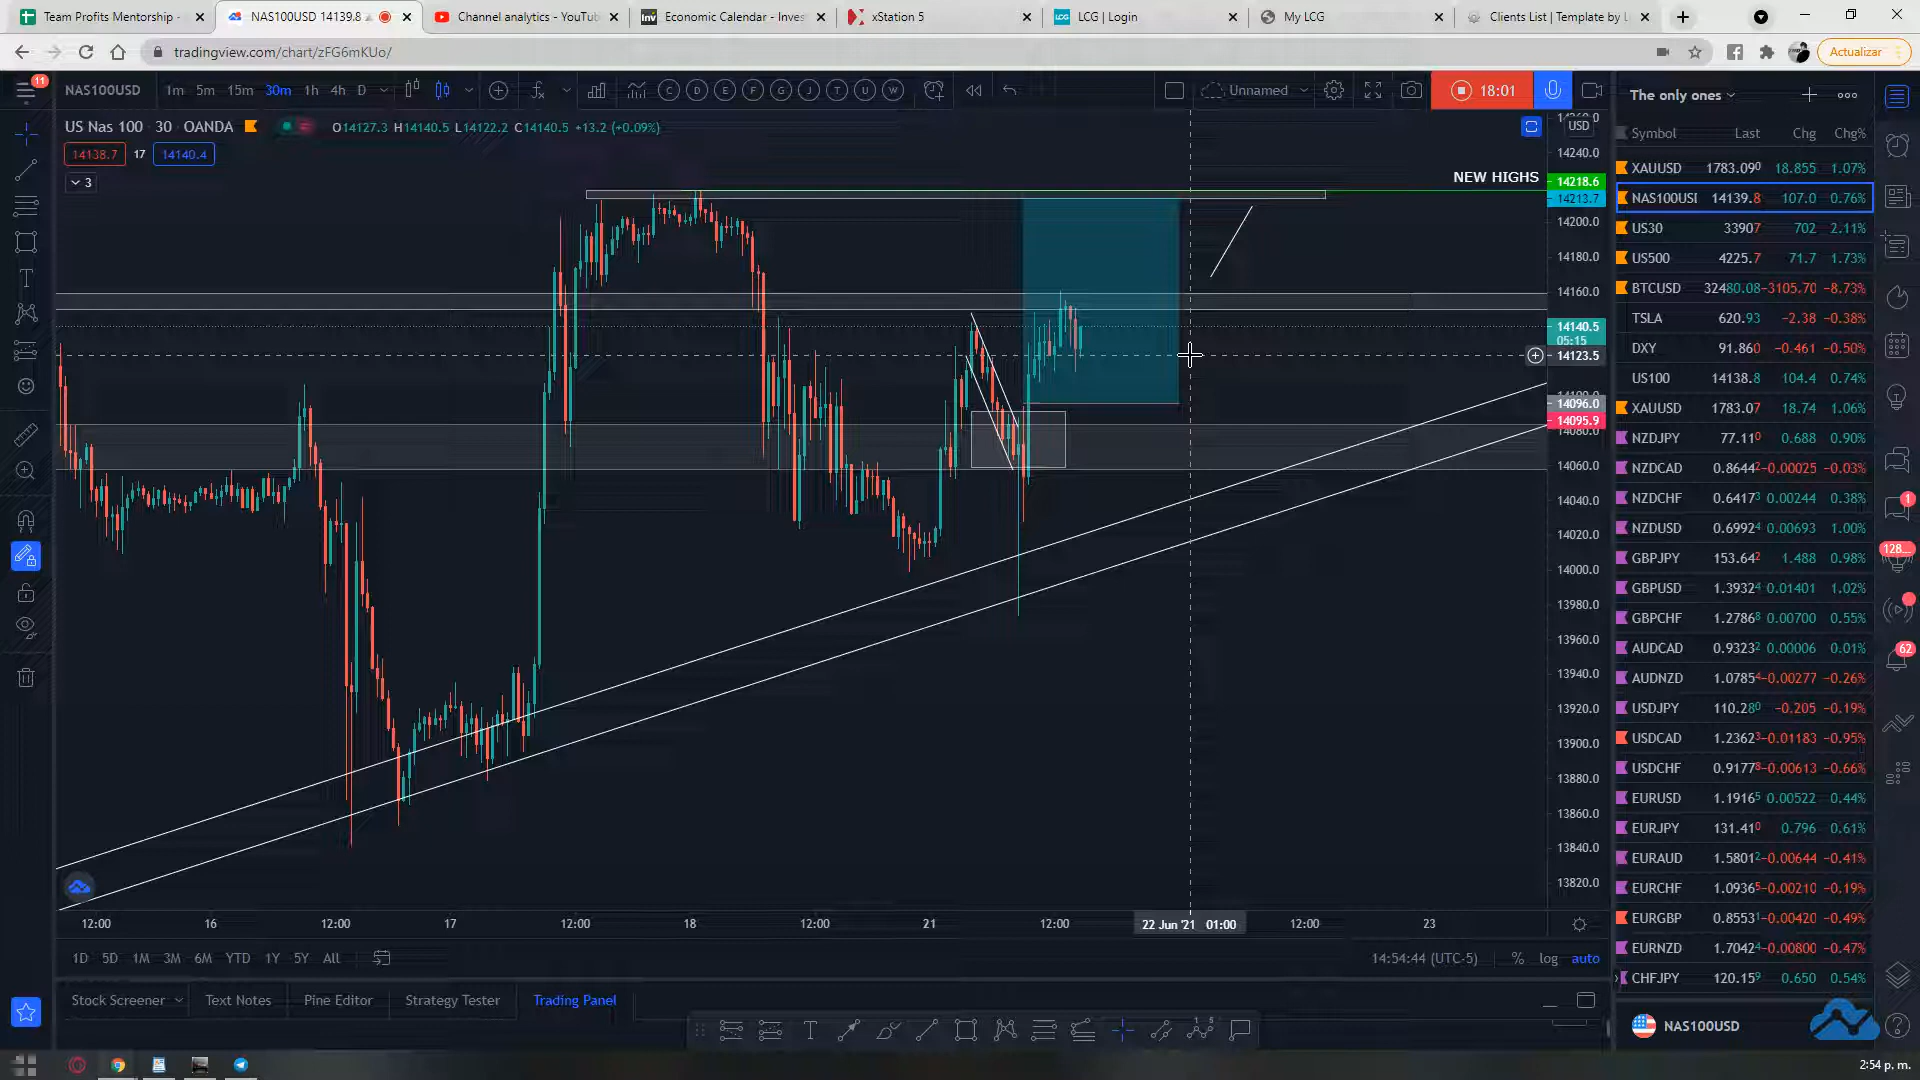 Team Profits Mentorship -
NAS100USD 14139.8
Channel analytics - YouTub
Economic Calendar - Inves
xStation 5
LCG | Login
My LCG
Clients List | Template by L
tradingview.com/chart/zFG6mKUo/
Actualizar
11
NAS100USD
1m 5m 15m 30m 1h 4h D
Unnamed
18:01
The only ones
US Nas 100 · 30 · OANDA
O14127.3 H14140.5 L14122.2 C14140.5 +13.2 (+0.09%)
14138.7 17 14140.4
3
USD
NEW HIGHS
14240.0
14218.6
14213.7
14200.0
14180.0
14160.0
14140.5
05:15
14123.5
14096.0
14095.9
14060.0
14040.0
14020.0
14000.0
13980.0
13960.0
13940.0
13920.0
13900.0
13880.0
13860.0
13840.0
13820.0
12:00 16 12:00 17 12:00 18 12:00 21 12:00 22 Jun '21 01:00 12:00 23
1D 5D 1M 3M 6M YTD 1Y 5Y All
14:54:44 (UTC-5) % log auto
Stock Screener Text Notes Pine Editor Strategy Tester Trading Panel
Symbol Last Chg Chg%
XAUUSD 1783.090 18.855 1.07%
NAS100USI 14139.8 107.0 0.76%
US30 33907 702 2.11%
US500 4225.7 71.7 1.73%
BTCUSD 32480.08 −3105.70 −8.73%
TSLA 620.93 −2.38 −0.38%
DXY 91.860 −0.461 −0.50%
US100 14138.8 104.4 0.74%
XAUUSD 1783.07 18.74 1.06%
NZDJPY 77.110 0.688 0.90%
NZDCAD 0.86442 −0.00025 −0.03%
NZDCHF 0.64173 0.00244 0.38%
NZDUSD 0.69924 0.00693 1.00%
GBPJPY 153.642 1.488 0.98%
GBPUSD 1.39324 0.01401 1.02%
GBPCHF 1.27868 0.00700 0.55%
AUDCAD 0.93232 0.00006 0.01%
AUDNZD 1.07854 −0.00277 −0.26%
USDJPY 110.280 −0.205 −0.19%
USDCAD 1.23623 −0.01183 −0.95%
USDCHF 0.91778 −0.00613 −0.66%
EURUSD 1.19165 0.00522 0.44%
EURJPY 131.410 0.796 0.61%
EURAUD 1.58012 −0.00644 −0.41%
EURCHF 1.09365 −0.00210 −0.19%
EURGBP 0.85531 −0.00420 −0.49%
EURNZD 1.70424 −0.00800 −0.47%
CHFJPY 120.159 0.650 0.54%
NAS100USD
1
128...
62
2:54 p. m.